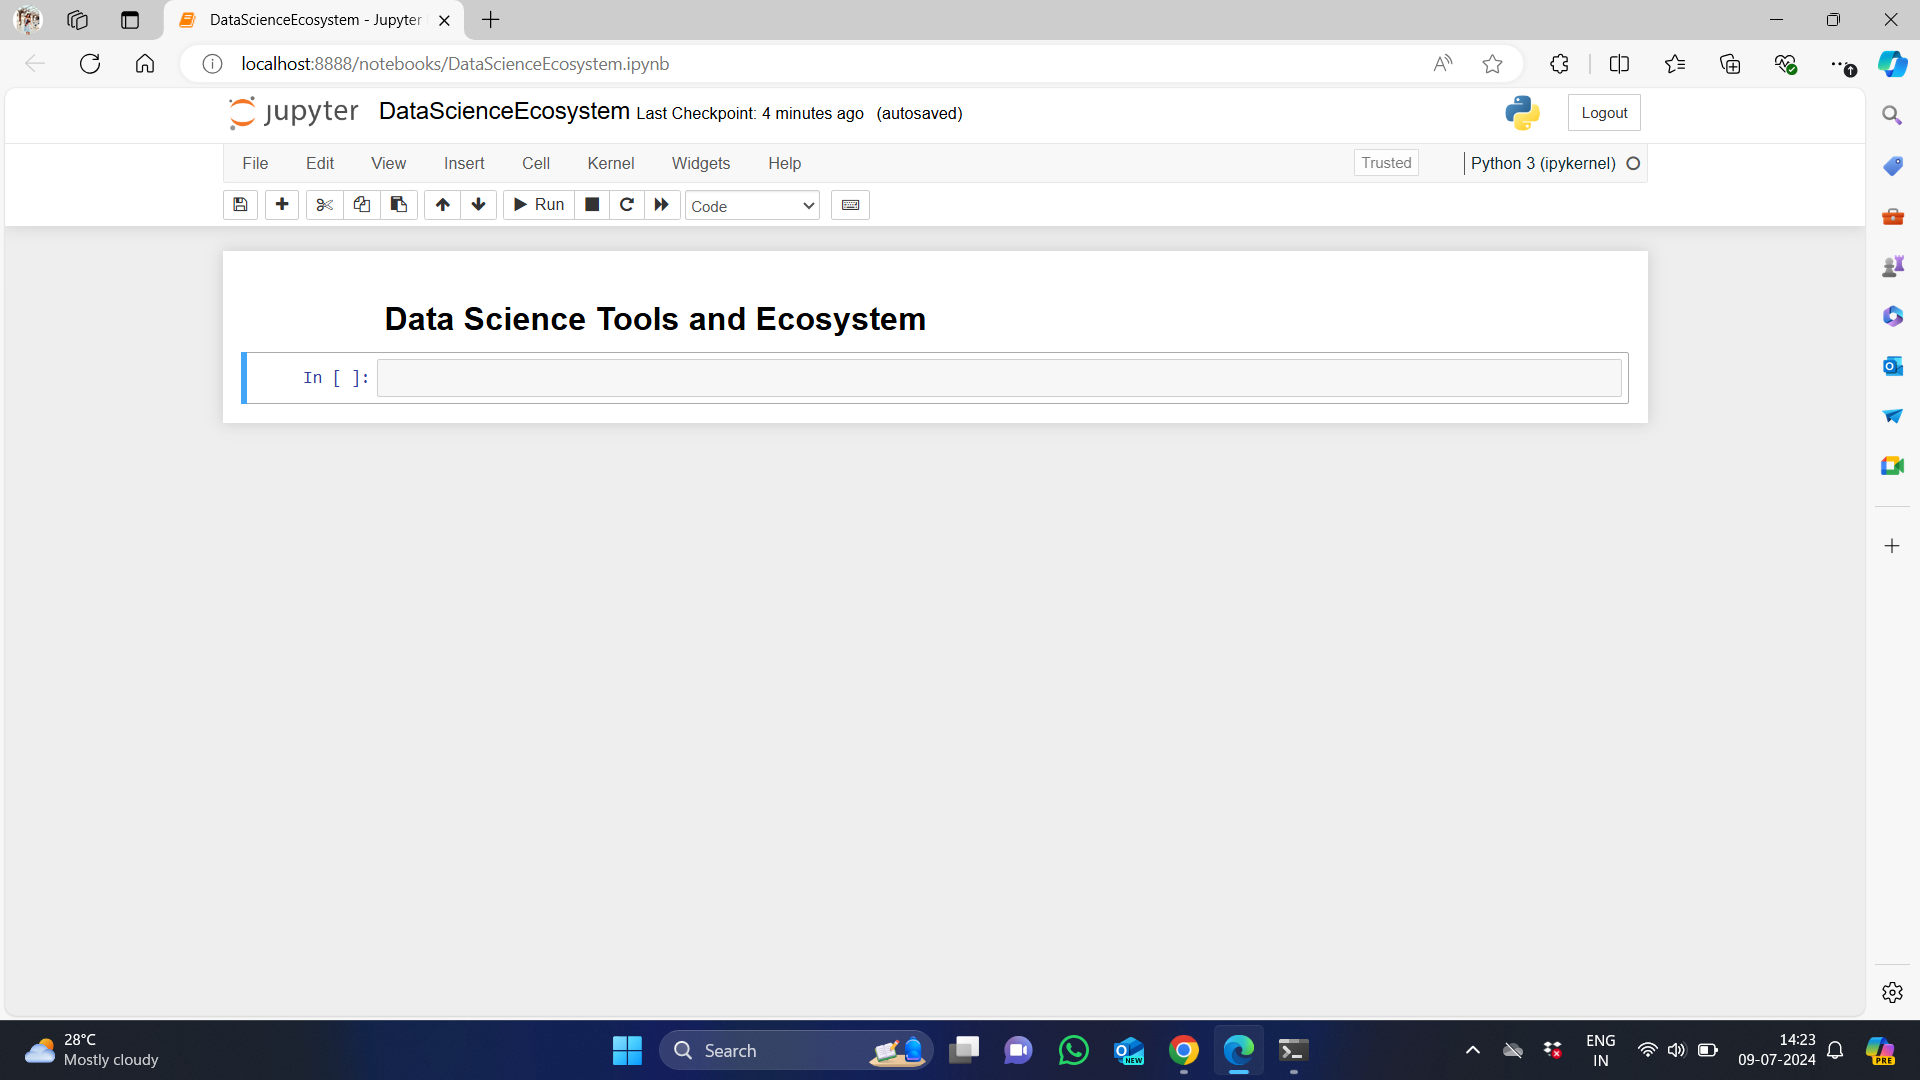 DataScienceEcosystem - Jupyter
localhost:8888/notebooks/DataScienceEcosystem.ipynb
jupyter DataScienceEcosystem Last Checkpoint: 4 minutes ago (autosaved)
Logout
File Edit View Insert Cell Kernel Widgets Help
Trusted
Python 3 (ipykernel)
Run
Code
Data Science Tools and Ecosystem
In [ ]:
28°C
Mostly cloudy
Search
NEW
ENG
IN
14:23
09-07-2024
PRE